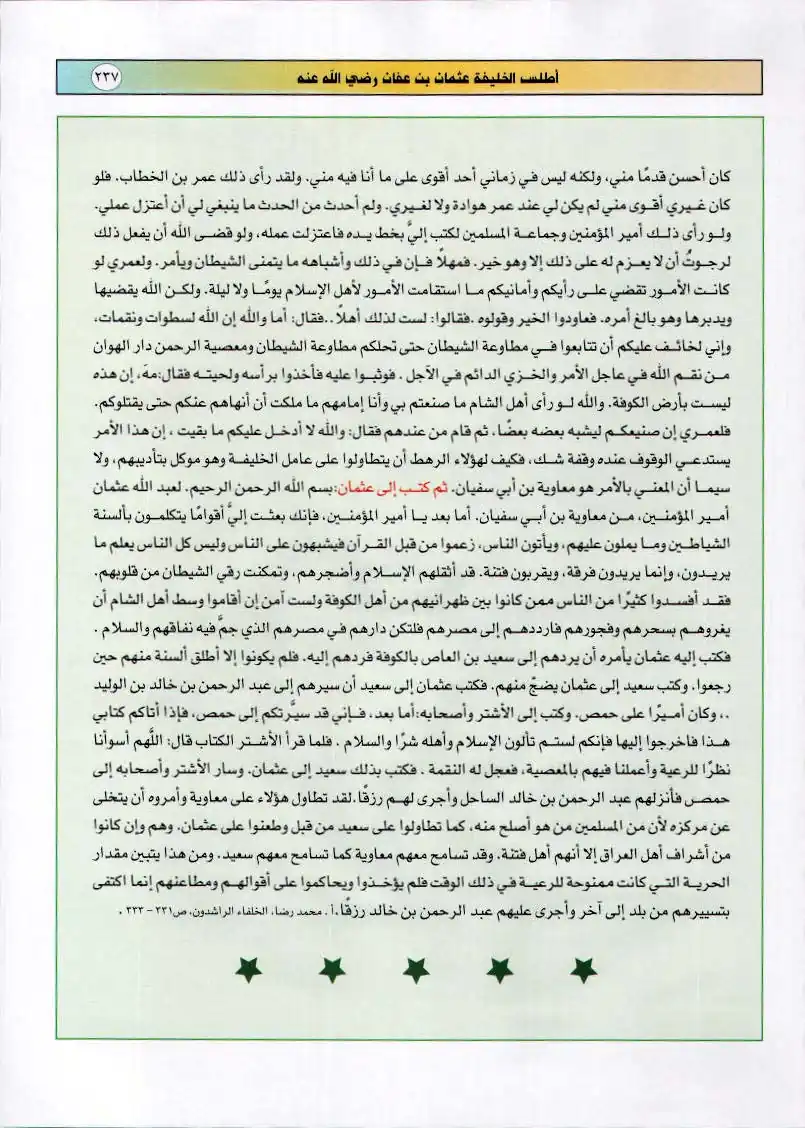 أطلس الخليفة عثمان بن عفان رضي الله عنه
٢٣٧
كان أحسن قدمًا مني، ولكنه ليس في زماني أحد أقوى على ما أنا فيه مني. ولقد رأى ذلك عمر بن الخطاب. فلو
كان غيري أقوى مني لم يكن لي عند عمر هوادة ولا لغيري. ولم أحدث من الحدث ما ينبغي لي أن أعتزل عملي.
ولو رأى ذلك أمير المؤمنين وجماعة المسلمين لكتب إليَّ بخط يده فاعتزلت عمله، ولو قضى الله أن يفعل ذلك
لرجوتُ أن لا يعزم له على ذلك إلا وهو خير. فمهلاً فإن في ذلك وأشباهه ما يتمنى الشيطان ويأمر. ولعمري لو
كانت الأمور تقضي على رأيكم وأمانيكم ما استقامت الأمور لأهل الإسلام يومًا ولا ليلة. ولكن الله يقضيها
ويدبرها وهو بالغ أمره. فعاودوا الخير وقولوه .فقالوا: لست لذلك أهلاً ..فقال: أما والله إن الله لسطوات ونقمات،
وإني لخائف عليكم أن تتابعوا في مطاوعة الشيطان حتى تحلكم مطاوعة الشيطان ومعصية الرحمن دار الهوان
من نقم الله في عاجل الأمر والخزي الدائم في الآجل . فوثبوا عليه فأخذوا برأسه ولحيته فقال:مهَ، إن هذه
ليست بأرض الكوفة. والله لو رأى أهل الشام ما صنعتم بي وأنا إمامهم ما ملكت أن أنهاهم عنكم حتى يقتلوكم.
فلعمري إن صنيعكم ليشبه بعضه بعضًا، ثم قام من عندهم فقال: والله لا أدخل عليكم ما بقيت ، إن هذا الأمر
يستدعي الوقوف عنده وقفة شك، فكيف لهؤلاء الرهط أن يتطاولوا على عامل الخليفة وهو موكل بتأديبهم، ولا
سيما أن المعني بالأمر هو معاوية بن أبي سفيان. ثم كتب إلى عثمان:بسم الله الرحمن الرحيم. لعبد الله عثمان
أمير المؤمنين، من معاوية بن أبي سفيان. أما بعد يا أمير المؤمنين، فإنك بعثت إليَّ أقوامًا يتكلمون بألسنة
الشياطين وما يملون عليهم، ويأتون الناس، زعموا من قبل القرآن فيشبهون على الناس وليس كل الناس يعلم ما
يريدون، وإنما يريدون فرقة، ويقربون فتنة. قد أثقلهم الإسلام وأضجرهم، وتمكنت رقي الشيطان من قلوبهم.
فقد أفسدوا كثيرًا من الناس ممن كانوا بين ظهرانيهم من أهل الكوفة ولست آمن إن أقاموا وسط أهل الشام أن
يغروهم بسحرهم وفجورهم فارددهم إلى مصرهم فلتكن دارهم في مصرهم الذي جمَّ فيه نفاقهم والسلام .
فكتب إليه عثمان يأمره أن يردهم إلى سعيد بن العاص بالكوفة فردهم إليه. فلم يكونوا إلا أطلق ألسنة منهم حين
رجعوا. وكتب سعيد إلى عثمان يضجّ منهم. فكتب عثمان إلى سعيد أن سيرهم إلى عبد الرحمن بن خالد بن الوليد
.، وكان أميرًا على حمص. وكتب إلى الأشتر وأصحابه:أما بعد، فإني قد سيَّرتكم إلى حمص، فإذا أتاكم كتابي
هذا فاخرجوا إليها فإنكم لستم تألون الإسلام وأهله شرًا والسلام . فلما قرأ الأشتر الكتاب قال: اللَّهم أسوأنا
نظرًا للرعية وأعملنا فيهم بالمعصية، فعجل له النقمة . فكتب بذلك سعيد إلى عثمان. وسار الأشتر وأصحابه إلى
حمص فأنزلهم عبد الرحمن بن خالد الساحل وأجرى لهم رزقًا.لقد تطاول هؤلاء على معاوية وأمروه أن يتخلى
عن مركزه لأن من المسلمين من هو أصلح منه، كما تطاولوا على سعيد من قبل وطعنوا على عثمان. وهم وإن كانوا
من أشراف أهل العراق إلا أنهم أهل فتنة. وقد تسامح معهم معاوية كما تسامح معهم سعيد. ومن هذا يتبين مقدار
الحرية التي كانت ممنوحة للرعية في ذلك الوقت فلم يؤخذوا ويحاكموا على أقوالهم ومطاعنهم إنما اكتفى
بتسييرهم من بلد إلى آخر وأجرى عليهم عبد الرحمن بن خالد رزقًا.أ. محمد رضا، الخلفاء الراشدون، ص٢٣١ - ٢٣٣ .